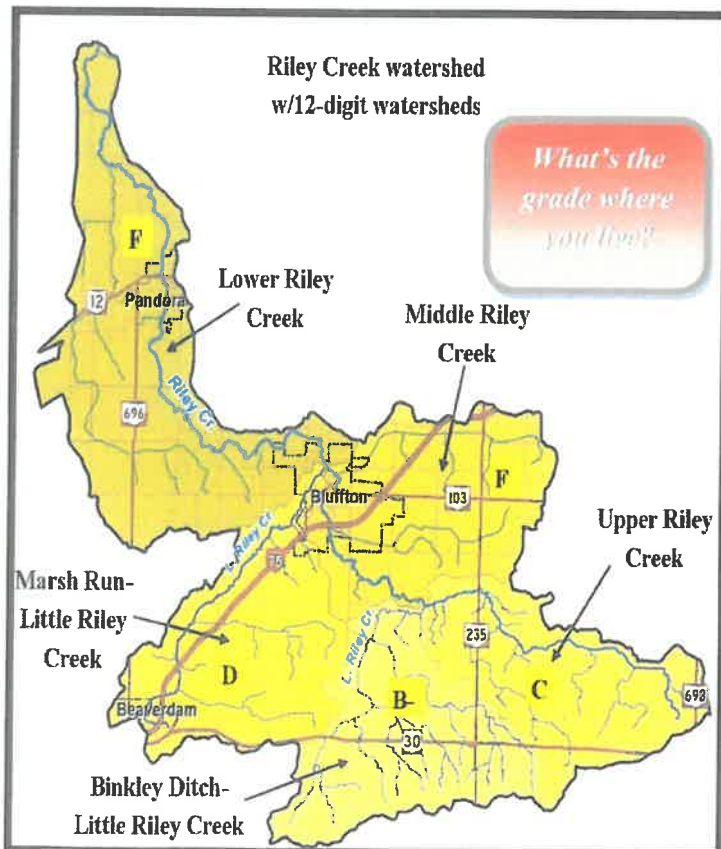 Riley Creek watershed
w/12-digit watersheds
What's the
grade where
you live?
F
Lower Riley
Creek
12
Pandora
Middle Riley
Creek
Riley Cr.
696
Bluffton
103
F
Upper Riley
Creek
L. Riley Cr.
75
Marsh Run-
Little Riley
Creek
L. Riley Cr.
235
D
B-
C
698
Beaverdam
30
Binkley Ditch-
Little Riley Creek